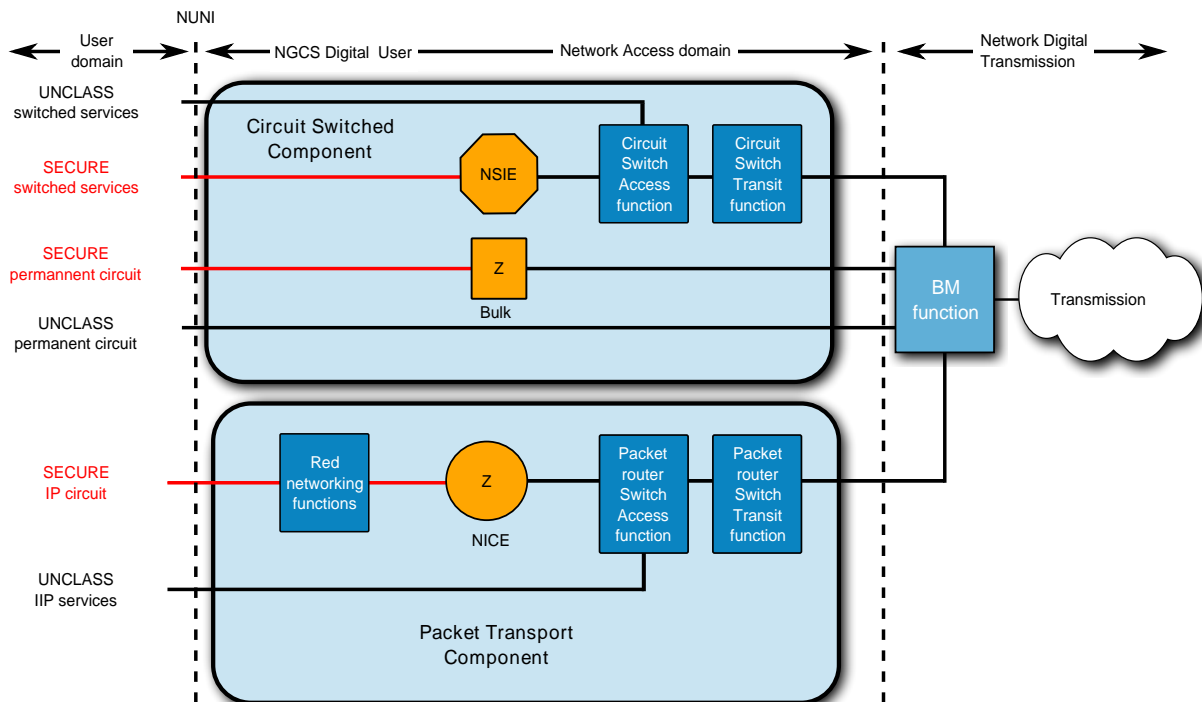 NUNI
User
domain
NGCS Digital User
Network Access domain
Network Digital
Transmission
UNCLASS
switched services
Circuit Switched
Component
Circuit
Switch
Access
function
Circuit
Switch
Transit
function
SECURE
switched services
NSIE
SECURE
permannent circuit
Z
Bulk
BM
function
Transmission
UNCLASS
permanent circuit
SECURE
IP circuit
Red
networking
functions
Z
NICE
Packet
router
Switch
Access
function
Packet
router
Switch
Transit
function
UNCLASS
IIP services
Packet Transport
Component